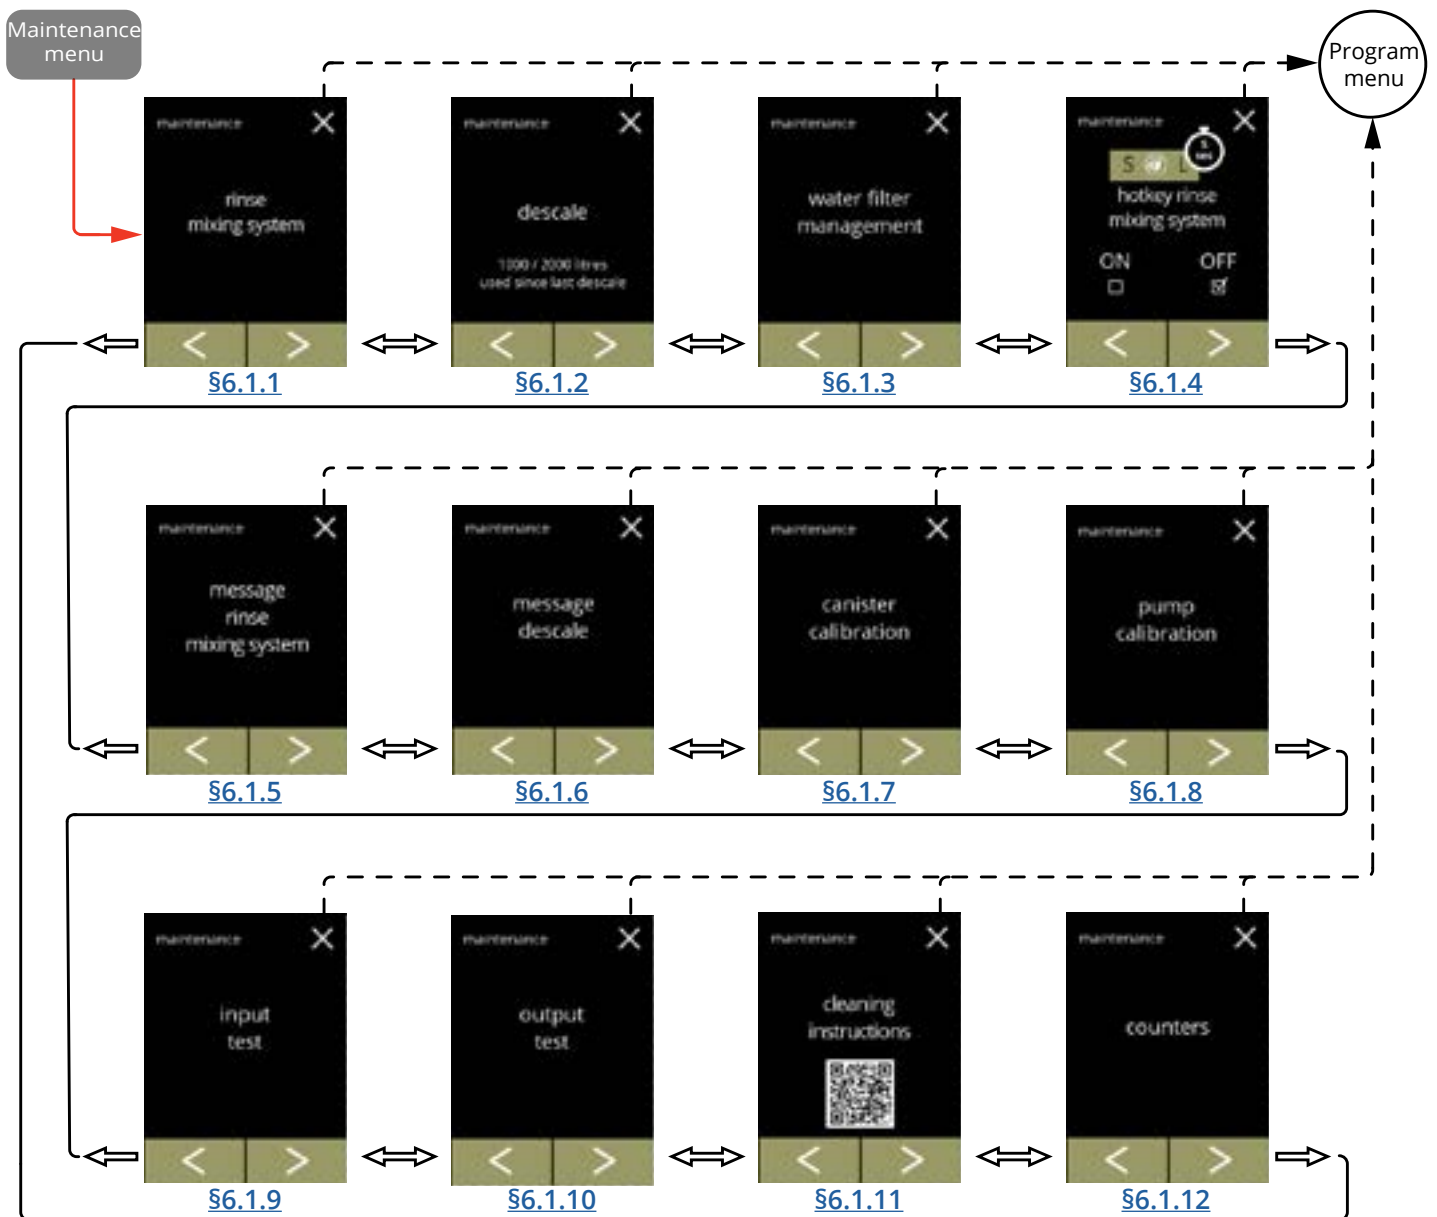 Maintenance
menu
Program
menu
maintenance
rinse
mixing system
§6.1.1
maintenance
descale
1000 / 2000 litres
used since last descale
§6.1.2
maintenance
water filter
management
§6.1.3
maintenance
5
sec
S L
hotkey rinse
mixing system
ON OFF
§6.1.4
maintenance
message
rinse
mixing system
§6.1.5
maintenance
message
descale
§6.1.6
maintenance
canister
calibration
§6.1.7
maintenance
pump
calibration
§6.1.8
maintenance
input
test
§6.1.9
maintenance
output
test
§6.1.10
maintenance
cleaning
instructions
§6.1.11
maintenance
counters
§6.1.12